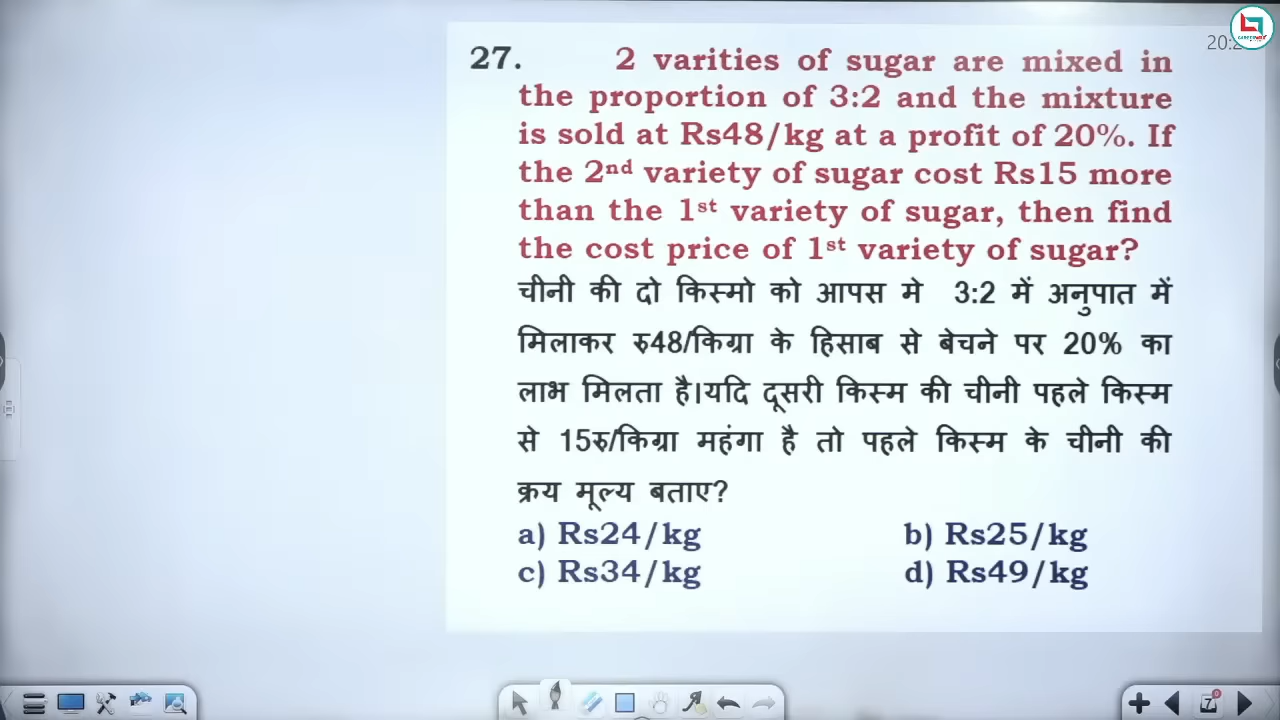 20:2
27. 2 varities of sugar are mixed in
the proportion of 3:2 and the mixture
is sold at Rs48/kg at a profit of 20%. If
the 2nd variety of sugar cost Rs15 more
than the 1st variety of sugar, then find
the cost price of 1st variety of sugar?
चीनी की दो किस्मो को आपस मे 3:2 में अनुपात में
मिलाकर रु48/किग्रा के हिसाब से बेचने पर 20% का
लाभ मिलता है।यदि दूसरी किस्म की चीनी पहले किस्म
से 15रु/किग्रा महंगा है तो पहले किस्म के चीनी की
क्रय मूल्य बताए?
a) Rs24/kg b) Rs25/kg
c) Rs34/kg d) Rs49/kg
7